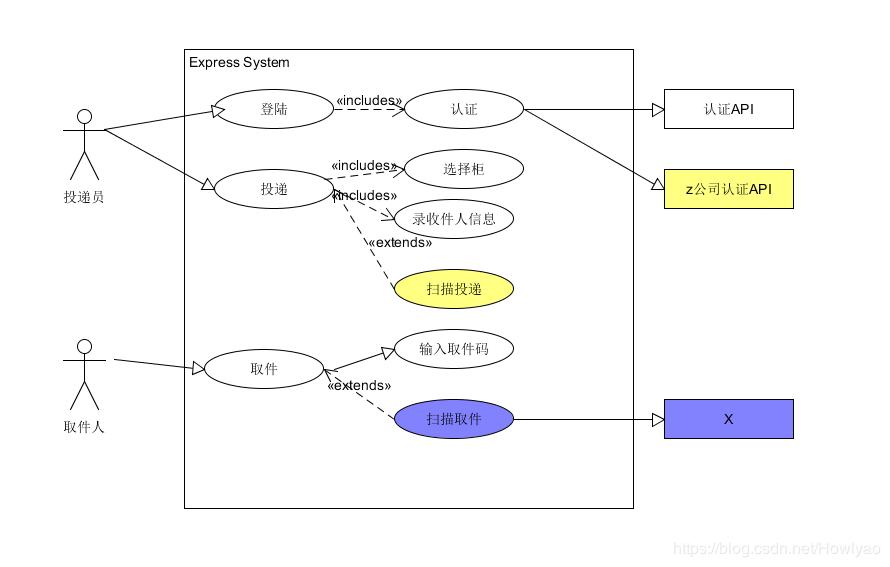 Express System
登陆
«includes»
认证
认证API
投递员
«includes»
选择柜
投递
z公司认证API
«includes»
录收件人信息
«extends»
扫描投递
取件人
取件
输入取件码
«extends»
扫描取件
X
https://blog.csdn.net/Howlyao